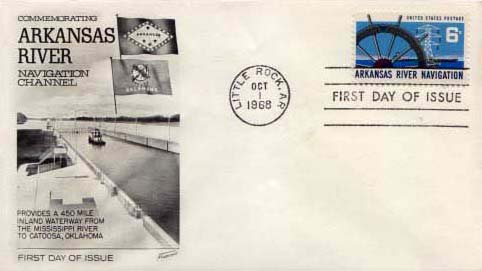 COMMEMORATING
ARKANSAS
RIVER
NAVIGATION
CHANNEL
ARKANSAS
OKLAHOMA
PROVIDES A 450 MILE
INLAND WATERWAY FROM
THE MISSISSIPPI RIVER
TO CATOOSA, OKLAHOMA
FIRST DAY OF ISSUE
LITTLE ROCK, AR
OCT
1
1968
UNITED STATES POSTAGE
6¢
ARKANSAS RIVER NAVIGATION
FIRST DAY OF ISSUE